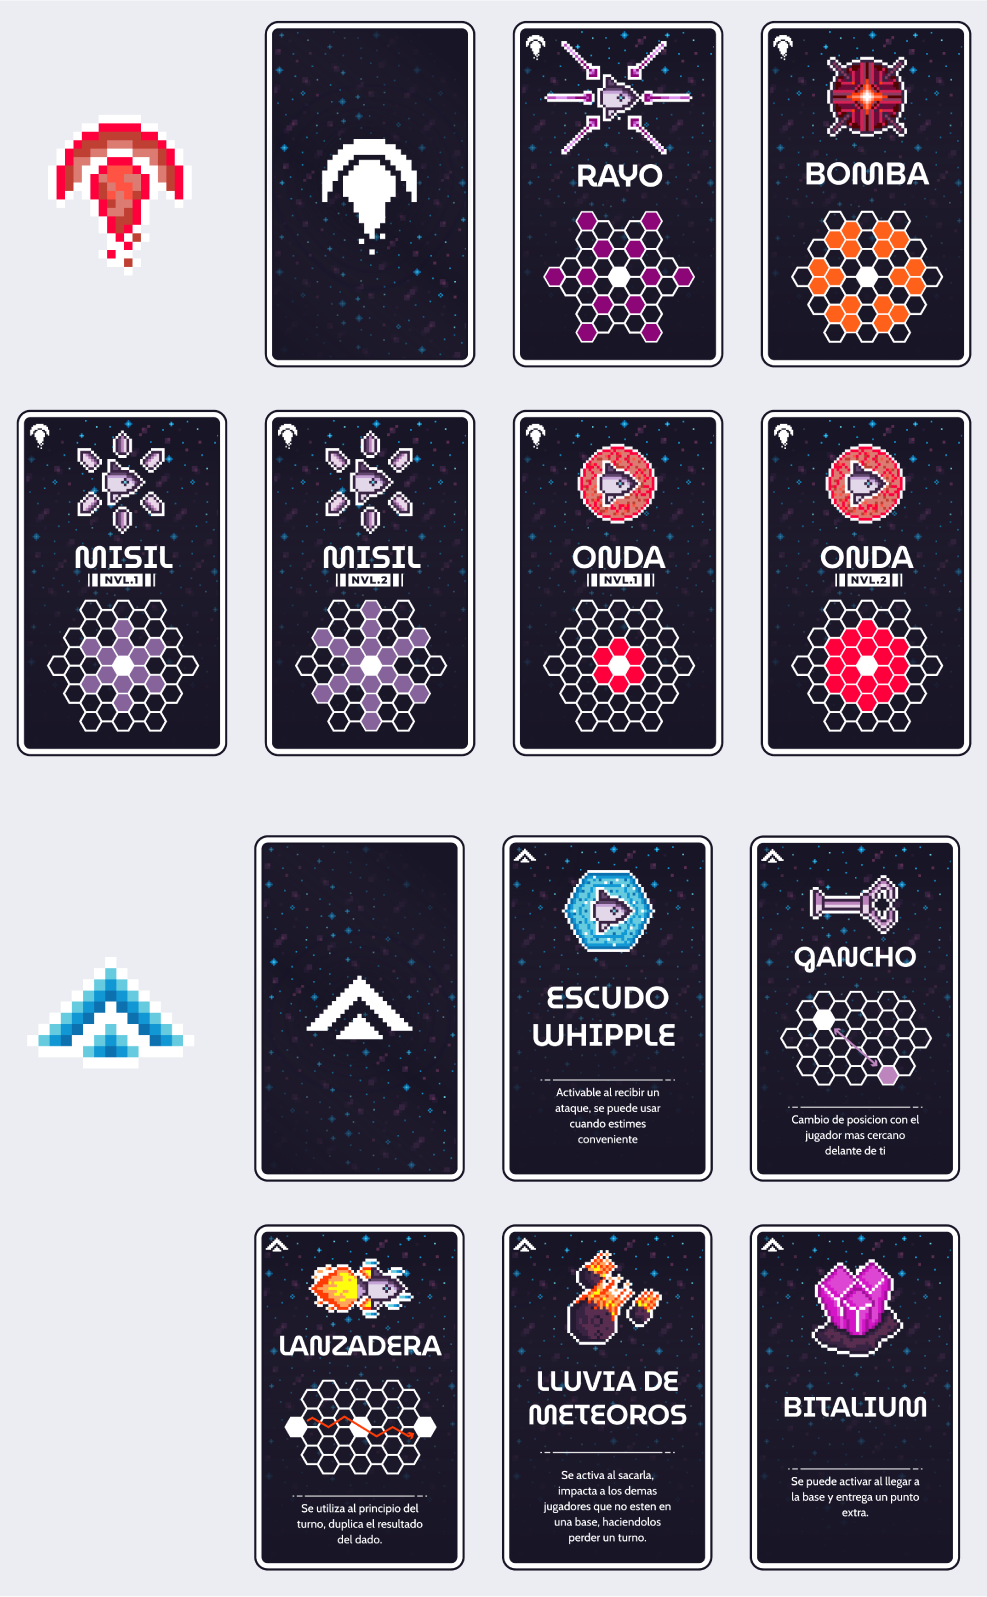 RAYO
BOMBA
MISIL
NVL.1
MISIL
NVL.2
ONDA
NVL.1
ONDA
NVL.2
ESCUDO
WHIPPLE
Activable al recibir un
ataque, se puede usar
cuando estimes
conveniente
GANCHO
Cambio de posicion con el
jugador mas cercano
delante de ti
LANZADERA
Se utiliza al principio del
turno, duplica el resultado
del dado.
LLUVIA DE
METEOROS
Se activa al sacarla,
impacta a los demas
jugadores que no esten en
una base, haciendolos
perder un turno.
BITALIUM
Se puede activar al llegar a
la base y entrega un punto
extra.